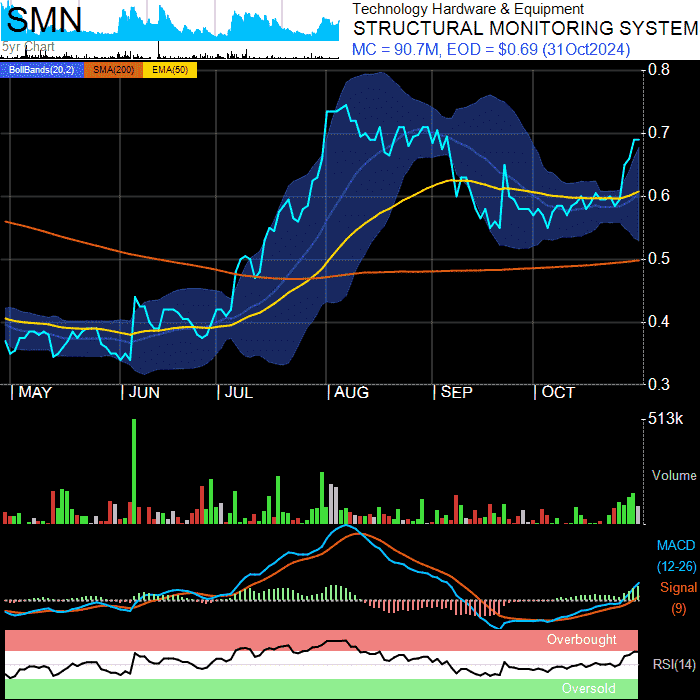 SMN
5yr Chart
Technology Hardware & Equipment
STRUCTURAL MONITORING SYSTEM
MC = 90.7M, EOD = $0.69 (31Oct2024)
BollBands(20,2) SMA(200) EMA(50)
0.8
0.7
0.6
0.5
0.4
0.3
MAY JUN JUL AUG SEP OCT
513k
Volume
MACD
(12-26)
Signal
(9)
Overbought
RSI(14)
Oversold